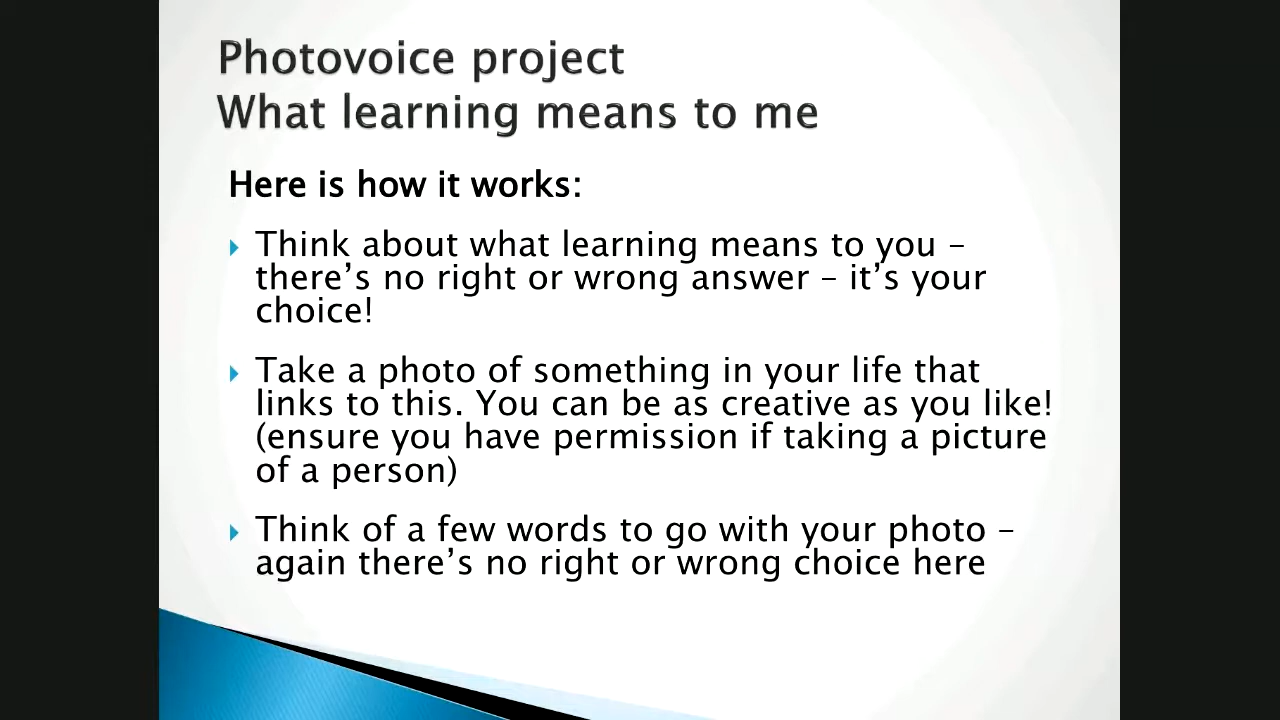 Photovoice project
What learning means to me
Here is how it works:
Think about what learning means to you –
there’s no right or wrong answer – it’s your
choice!
Take a photo of something in your life that
links to this. You can be as creative as you like!
(ensure you have permission if taking a picture
of a person)
Think of a few words to go with your photo –
again there’s no right or wrong choice here